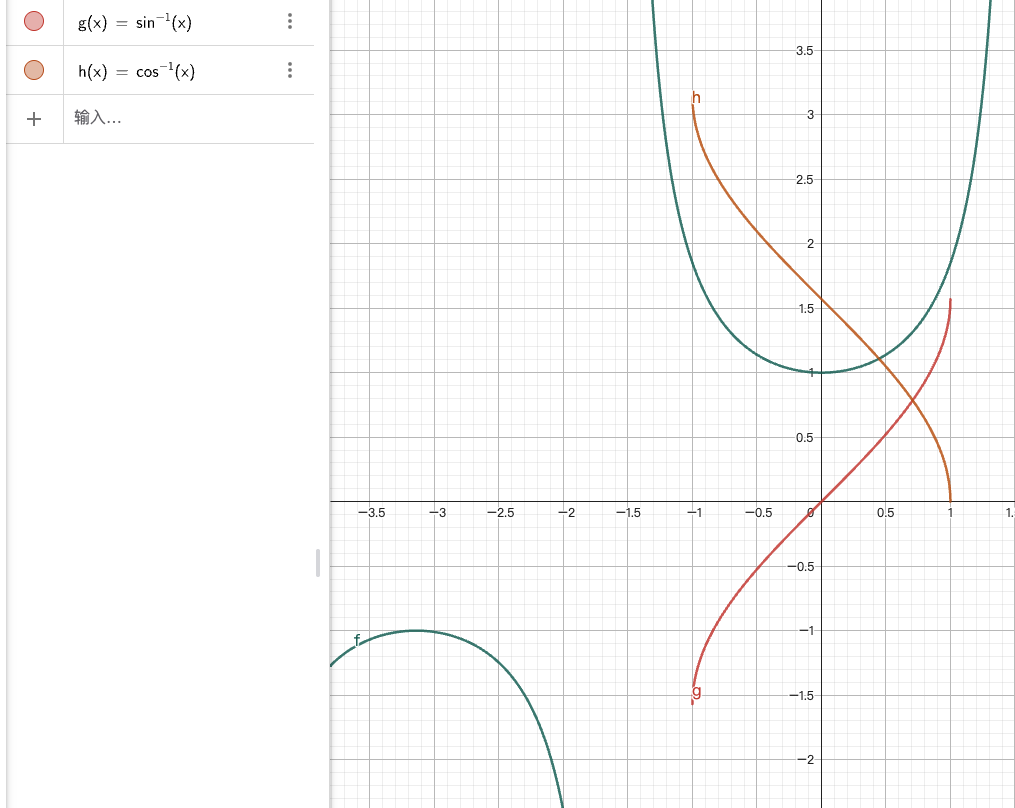 g(x) = sin⁻¹(x)
h(x) = cos⁻¹(x)
+ 输入…
3.5
h
3
2.5
2
1.5
1
0.5
−3.5 −3 −2.5 −2 −1.5 −1 −0.5 0 0.5 1 1.
−0.5
f
−1
g
−1.5
−2